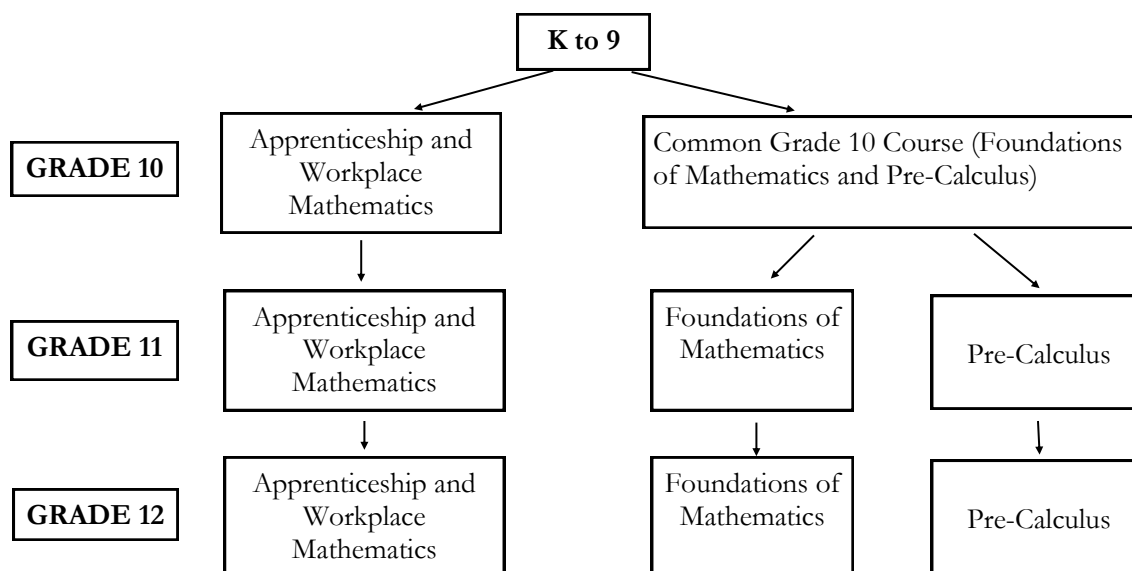 K to 9
GRADE 10
Apprenticeship and
Workplace
Mathematics
Common Grade 10 Course (Foundations
of Mathematics and Pre-Calculus)
GRADE 11
Apprenticeship and
Workplace
Mathematics
Foundations of
Mathematics
Pre-Calculus
GRADE 12
Apprenticeship and
Workplace
Mathematics
Foundations of
Mathematics
Pre-Calculus